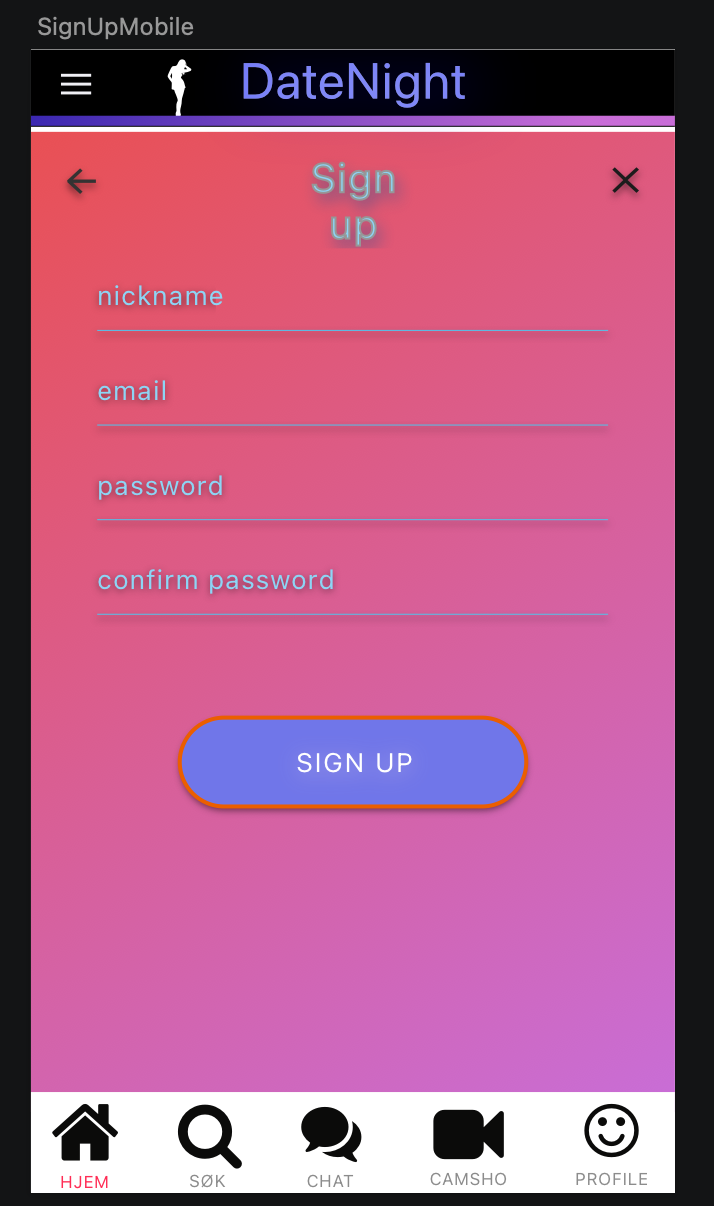 SignUpMobile
DateNight
Sign
up
nickname
email
password
confirm password
SIGN UP
HJEM
SØK
CHAT
CAMSHO
PROFILE